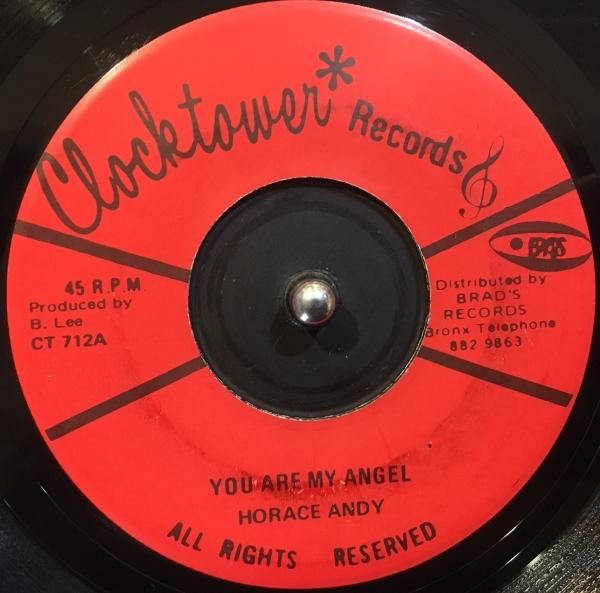 Clocktower* Records
BRAD'S
45 R.P.M.
Produced by
B. Lee
CT 712A
Distributed by
BRAD'S
RECORDS
Bronx Telephone
882 9863
YOU ARE MY ANGEL
HORACE ANDY
ALL RIGHTS RESERVED